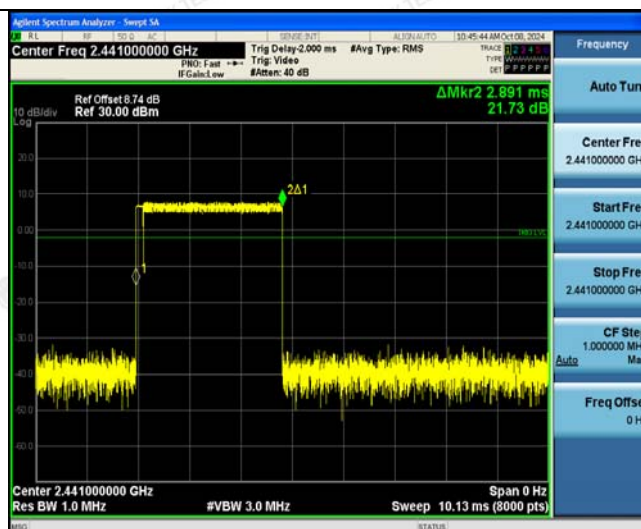 Agilent Spectrum Analyzer - Swept SA
RL RF 50 Ω AC SENSE:INT ALIGN AUTO 10:45:44 AM Oct 08, 2024
Center Freq 2.441000000 GHz
PNO: Fast
IFGain:Low
Trig Delay-2.000 ms
Trig: Video
#Atten: 40 dB
#Avg Type: RMS
TRACE 1 2 3 4 5 6
TYPE
DET P P P P P P
Ref Offset 8.74 dB
Ref 30.00 dBm
ΔMkr2 2.891 ms
21.73 dB
10 dB/div
Log
20.0
10.0
0.00
-10.0
-20.0
-30.0
-40.0
-50.0
-60.0
2Δ1
1
TRIG LVL
Center 2.441000000 GHz
Span 0 Hz
Res BW 1.0 MHz
#VBW 3.0 MHz
Sweep 10.13 ms (8000 pts)
MSG
STATUS
Frequency
Auto Tun
Center Fre
2.441000000 GH
Start Fre
2.441000000 GH
Stop Fre
2.441000000 GH
CF Ste
1.000000 MH
Auto Ma
Freq Offse
0 H